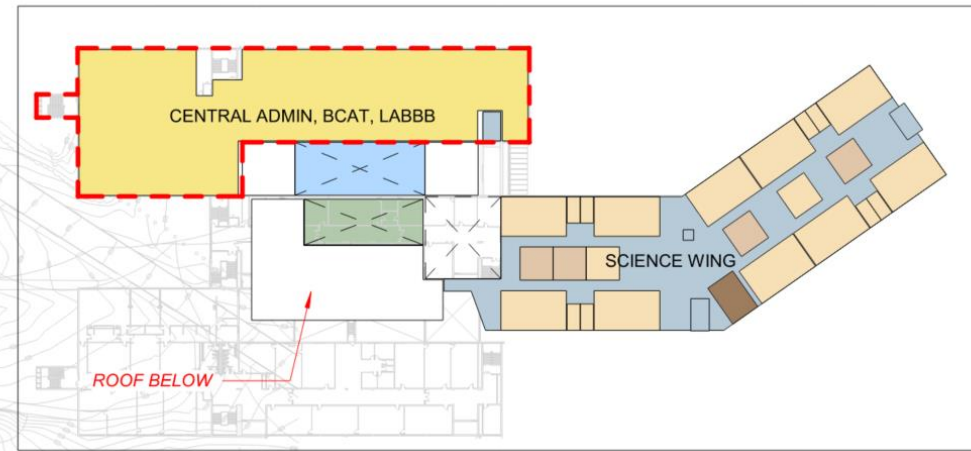 CENTRAL ADMIN, BCAT, LABBB
SCIENCE WING
ROOF BELOW